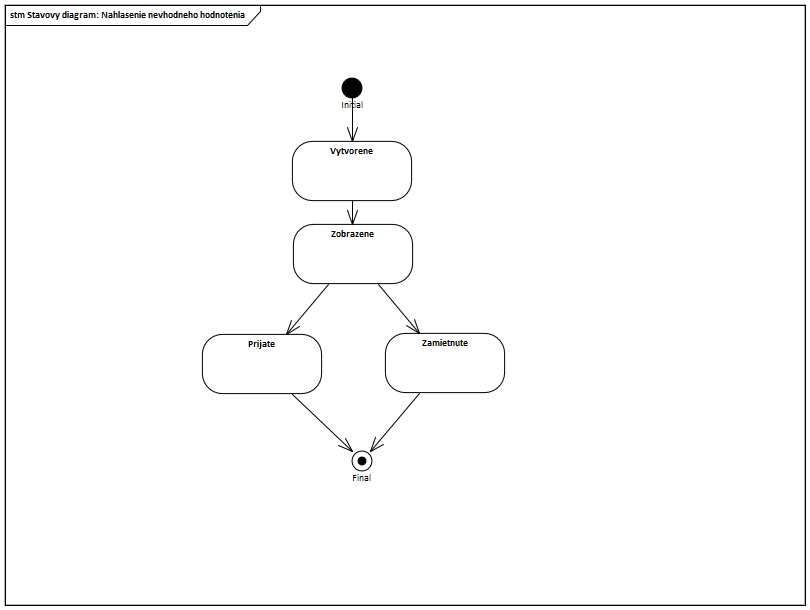 stm Stavovy diagram: Nahlasenie nevhodneho hodnotenia
Initial
Vytvorene
Zobrazene
Prijate
Zamietnute
Final